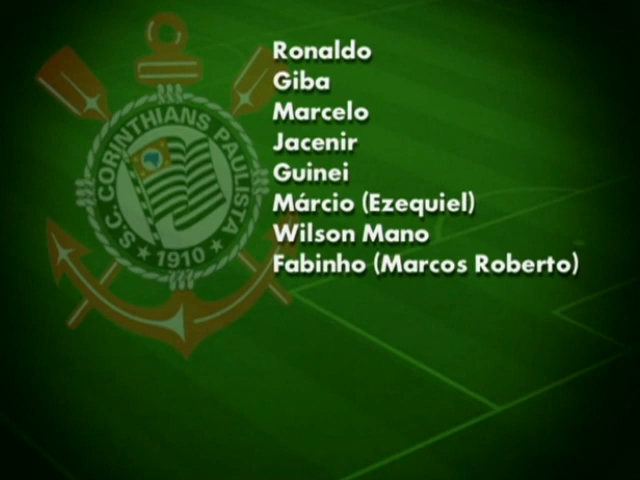 S.C. CORINTHIANS PAULISTA
1910
Ronaldo
Giba
Marcelo
Jacenir
Guinei
Márcio (Ezequiel)
Wilson Mano
Fabinho (Marcos Roberto)